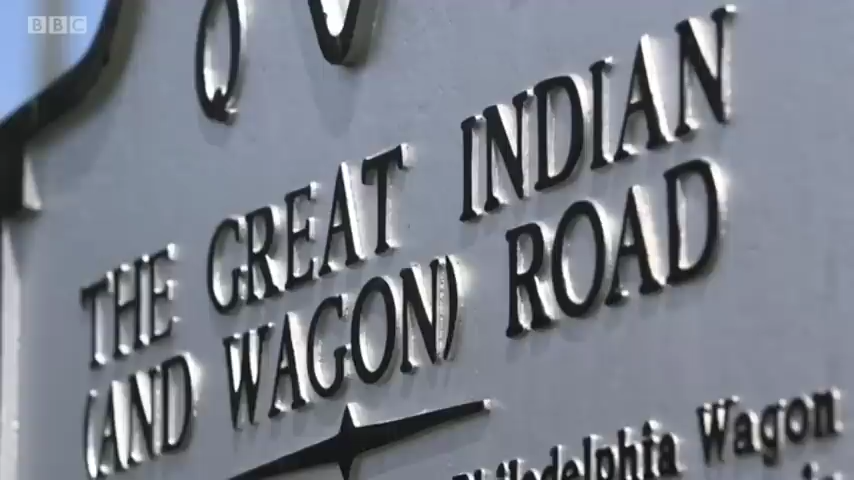 BBC
Q
THE GREAT INDIAN
(AND WAGON) ROAD
Philadelphia Wagon